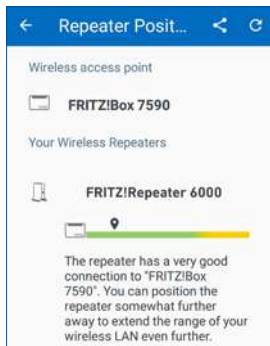 Repeater Posit...
Wireless access point
FRITZ!Box 7590
Your Wireless Repeaters
FRITZ!Repeater 6000
The repeater has a very good
connection to "FRITZ!Box
7590". You can position the
repeater somewhat further
away to extend the range of your
wireless LAN even further.